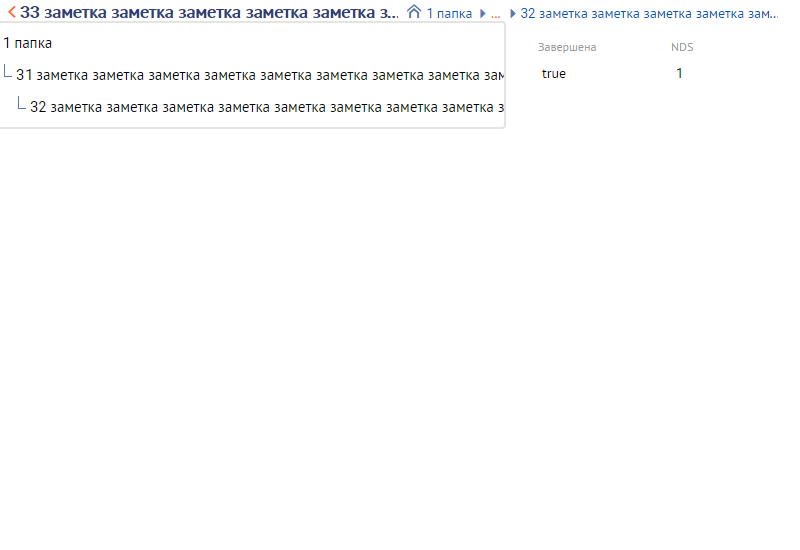 33 заметка заметка заметка заметка заметка з... 1 папка ... 32 заметка заметка заметка заметка зам...
1 папка
31 заметка заметка заметка заметка заметка заметка заметка заметка зам
32 заметка заметка заметка заметка заметка заметка заметка заметка з
Завершена NDS
true 1